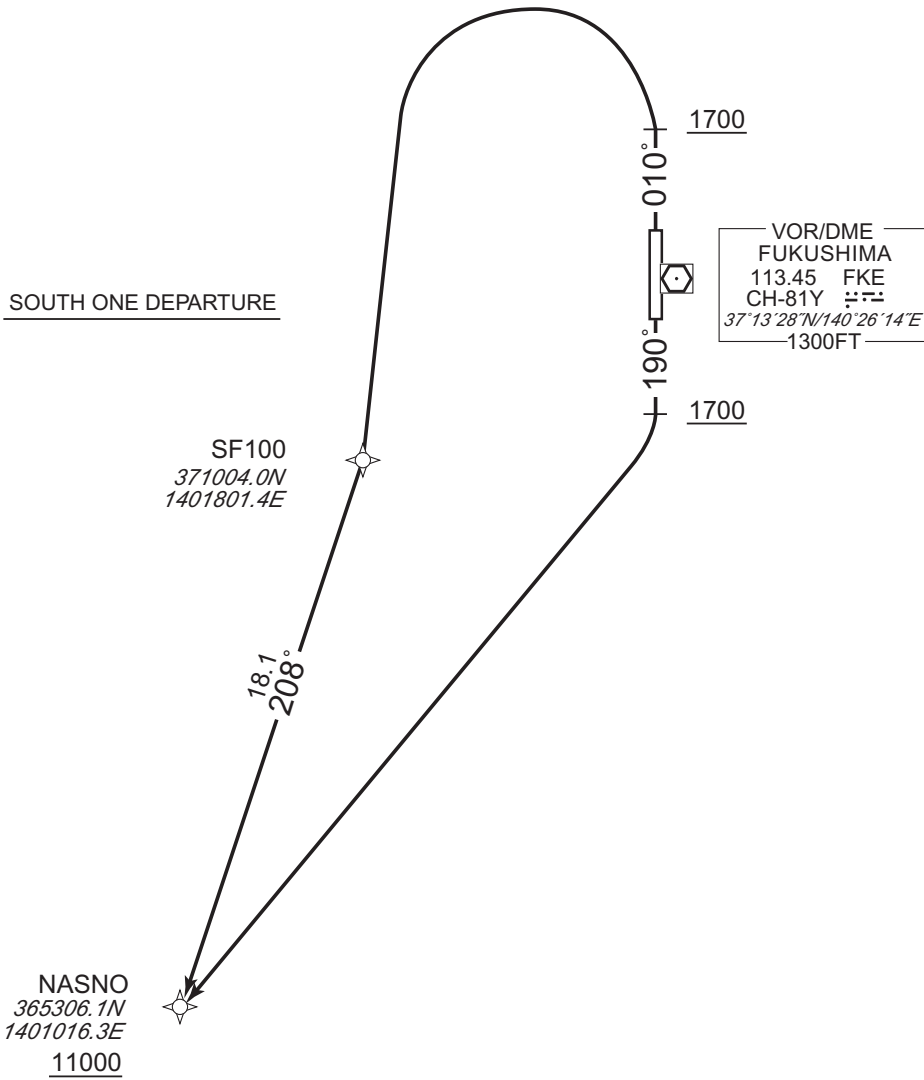 1700
010°
VOR/DME
FUKUSHIMA
113.45 FKE
CH-81Y
37°13′28″N/140°26′14″E
1300FT
SOUTH ONE DEPARTURE
190°
1700
SF100
371004.0N
1401801.4E
18.1
208°
NASNO
365306.1N
1401016.3E
11000